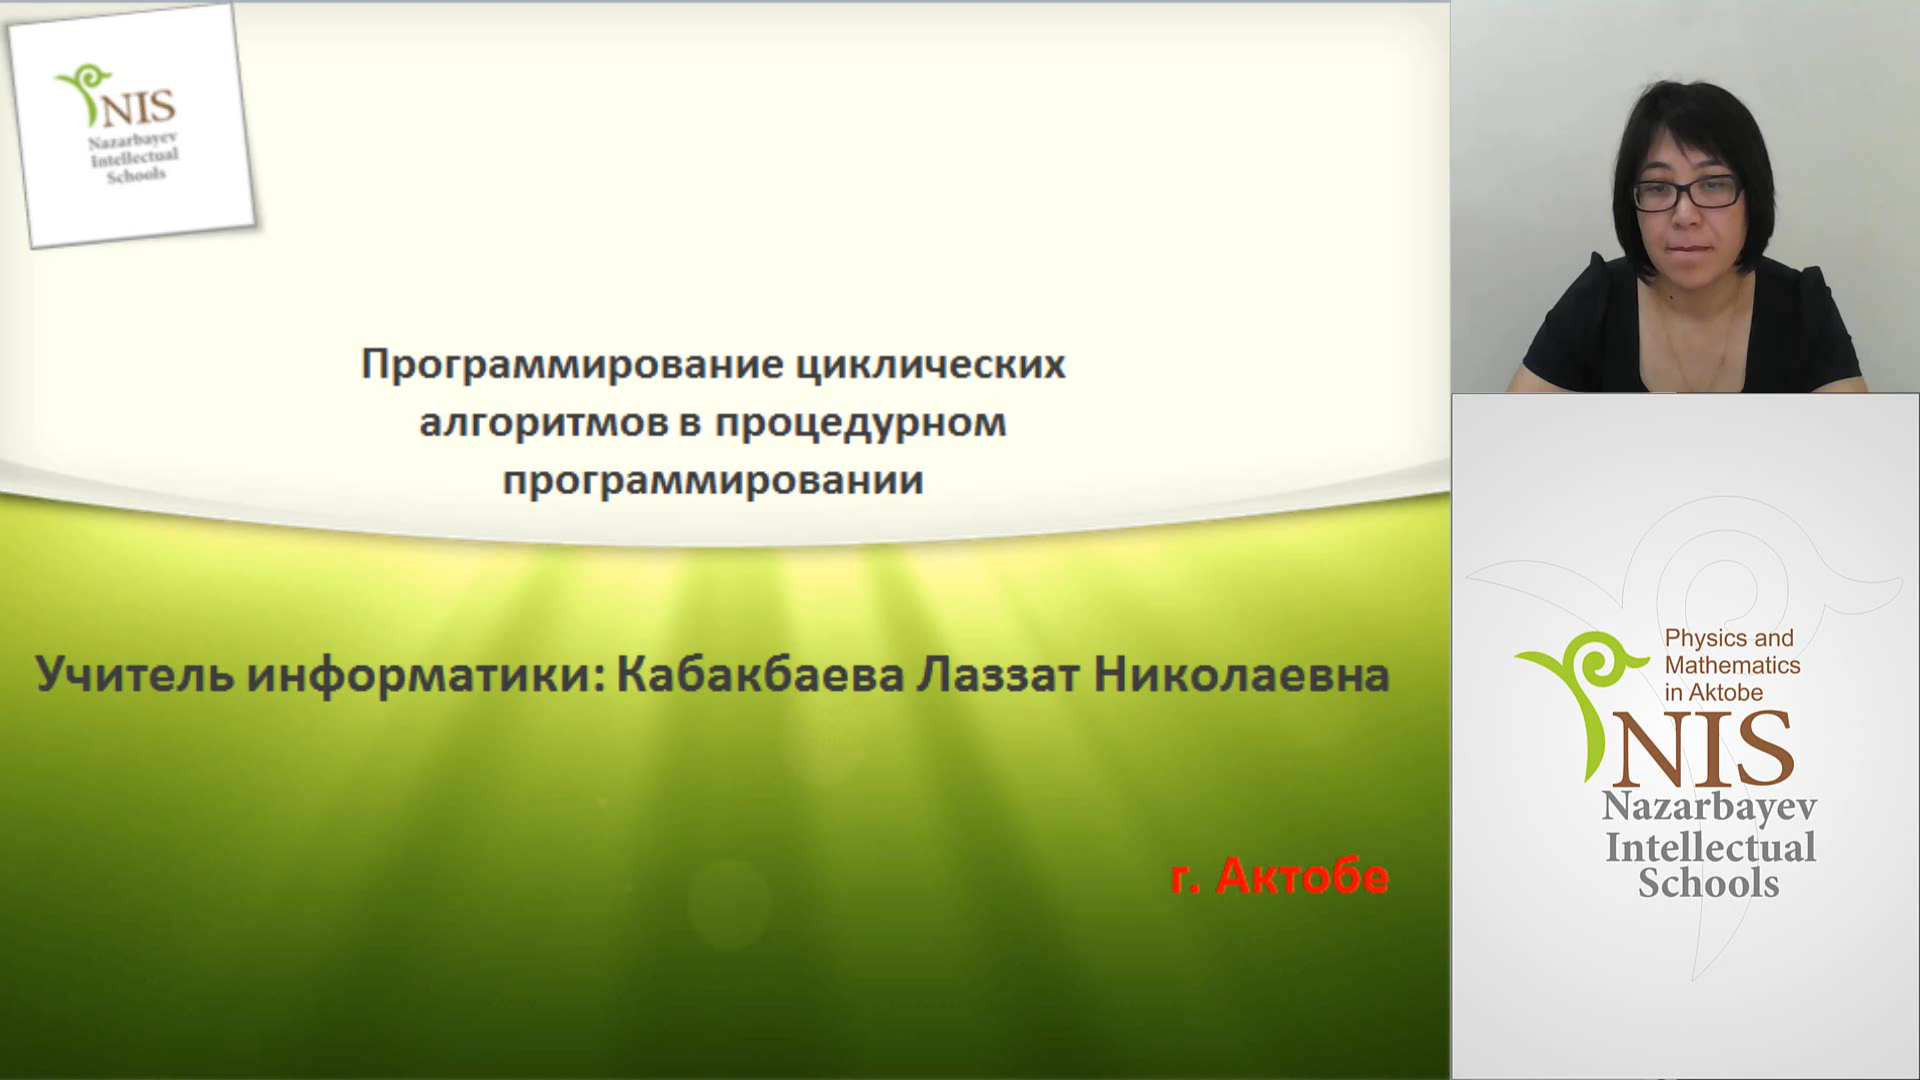 NIS
Nazarbayev
Intellectual
Schools
Программирование циклических
алгоритмов в процедурном
программировании
Учитель информатики: Кабакбаева Лаззат Николаевна
г. Актобе
Physics and
Mathematics
in Aktobe
NIS
Nazarbayev
Intellectual
Schools